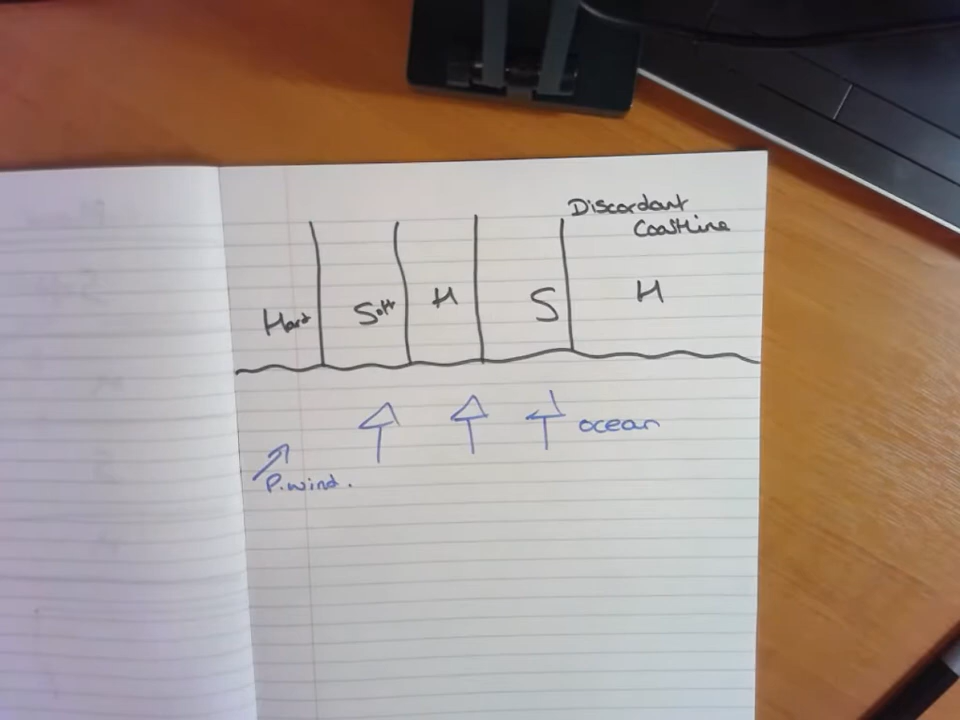 Discordant
Coastline
Hard Soft H S H
ocean
P.wind.